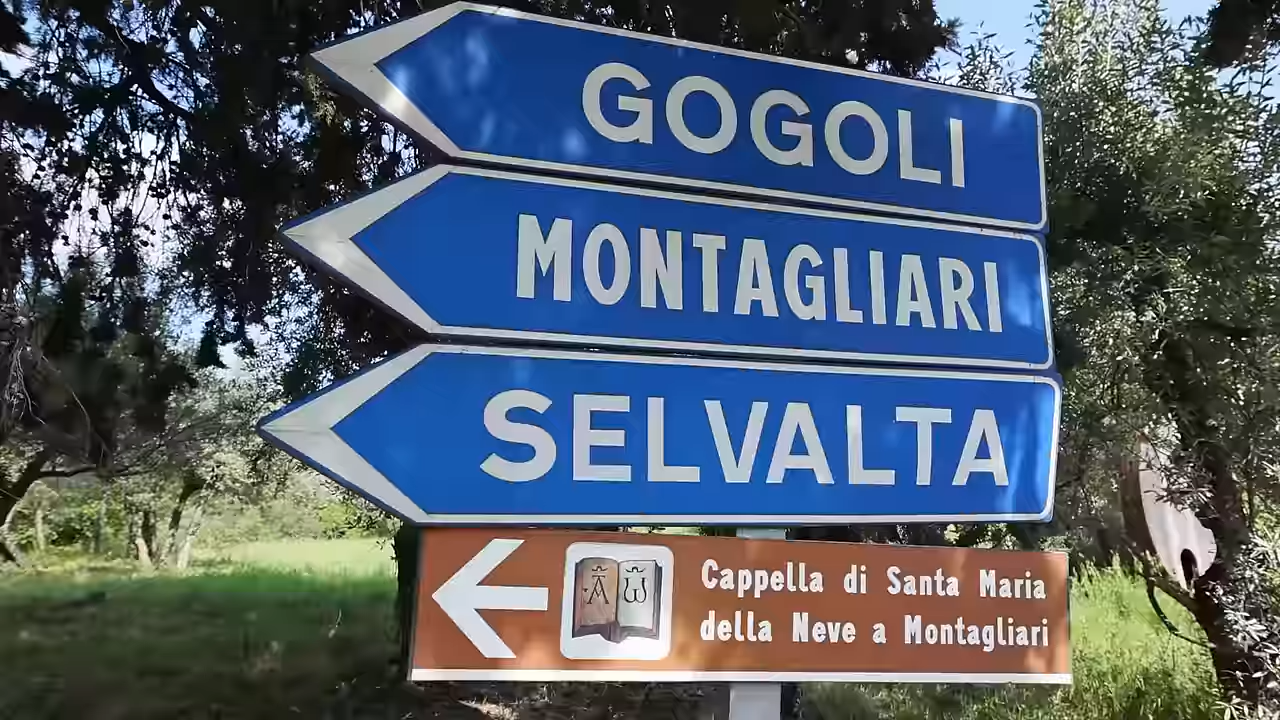 GOGOLI
MONTAGLIARI
SELVALTA
A ω
Cappella di Santa Maria
della Neve a Montagliari